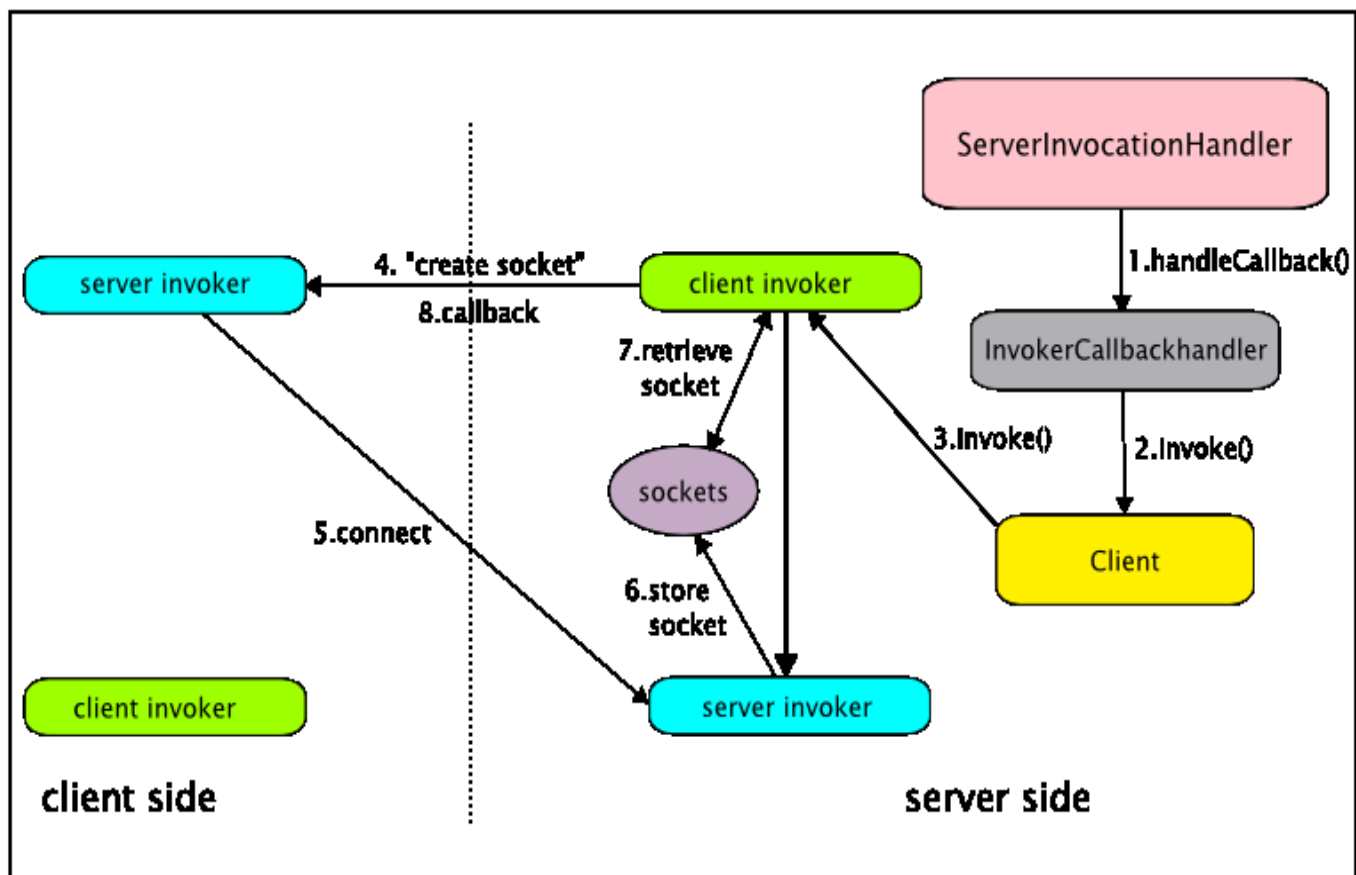 ServerInvocationHandler
1.handleCallback()
server invoker
4. "create socket"
8.callback
client invoker
7.retrieve
socket
InvokerCallbackhandler
3.Invoke()
2.Invoke()
sockets
5.connect
Client
6.store
socket
client invoker
server invoker
client side
server side